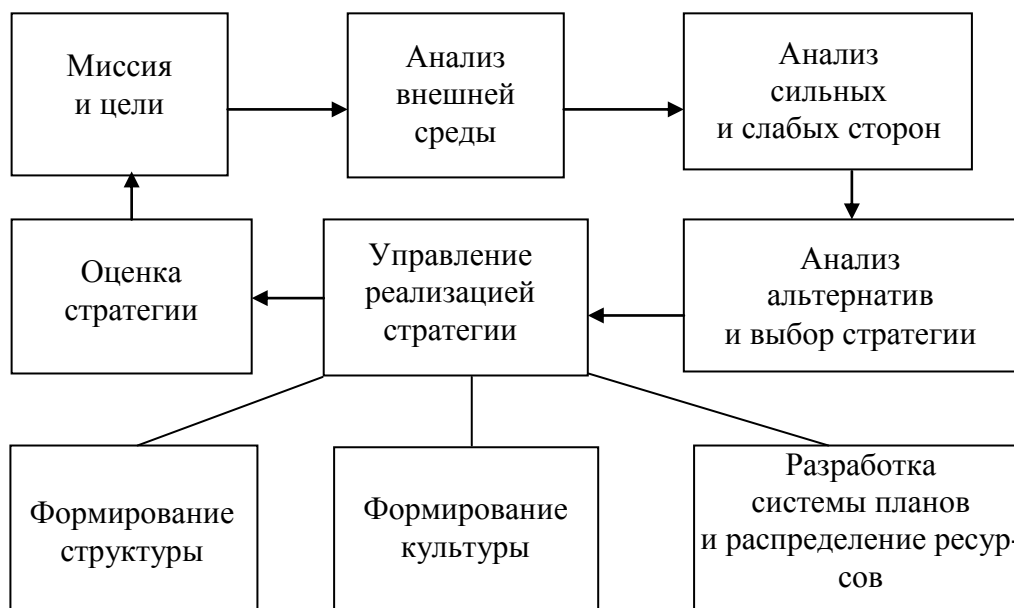 Миссия
и цели
Анализ
внешней
среды
Анализ
сильных
и слабых сторон
Оценка
стратегии
Управление
реализацией
стратегии
Анализ
альтернатив
и выбор стратегии
Формирование
структуры
Формирование
культуры
Разработка
системы планов
и распределение ресур-
сов